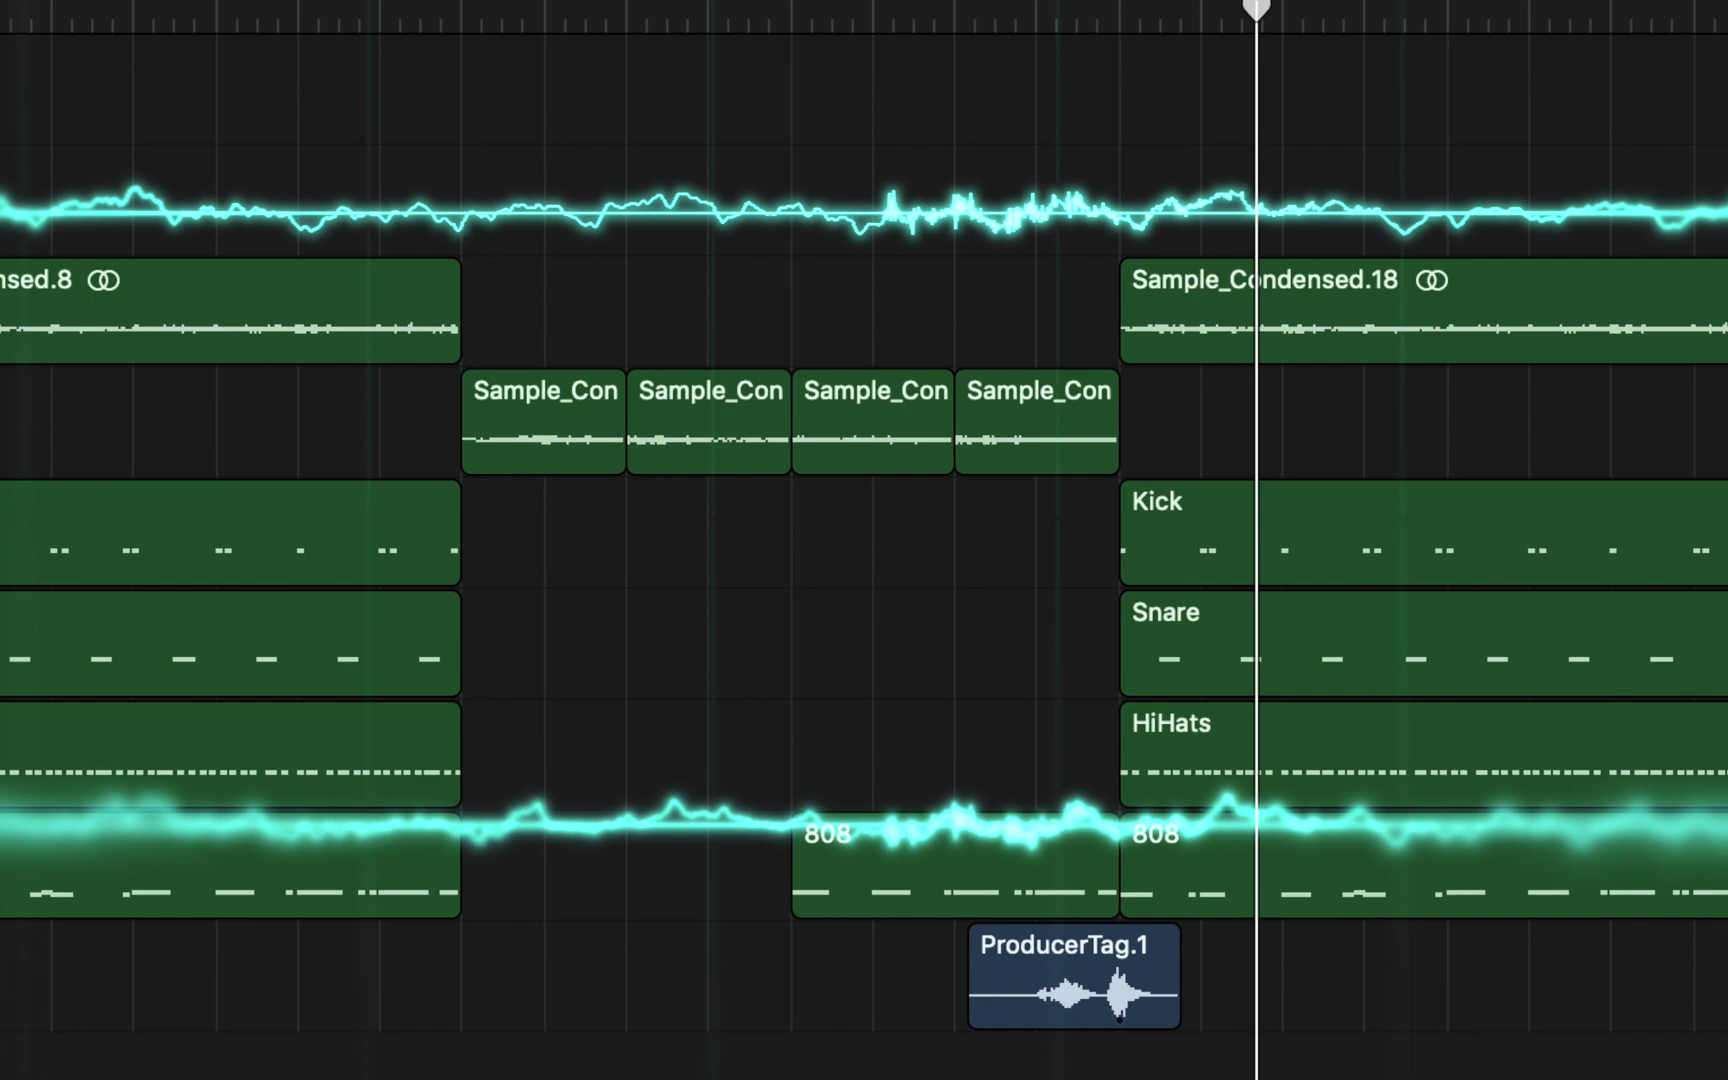 nsed.8
Sample_Condensed.18
Sample_Con
Sample_Con
Sample_Con
Sample_Con
Kick
Snare
HiHats
808
808
ProducerTag.1